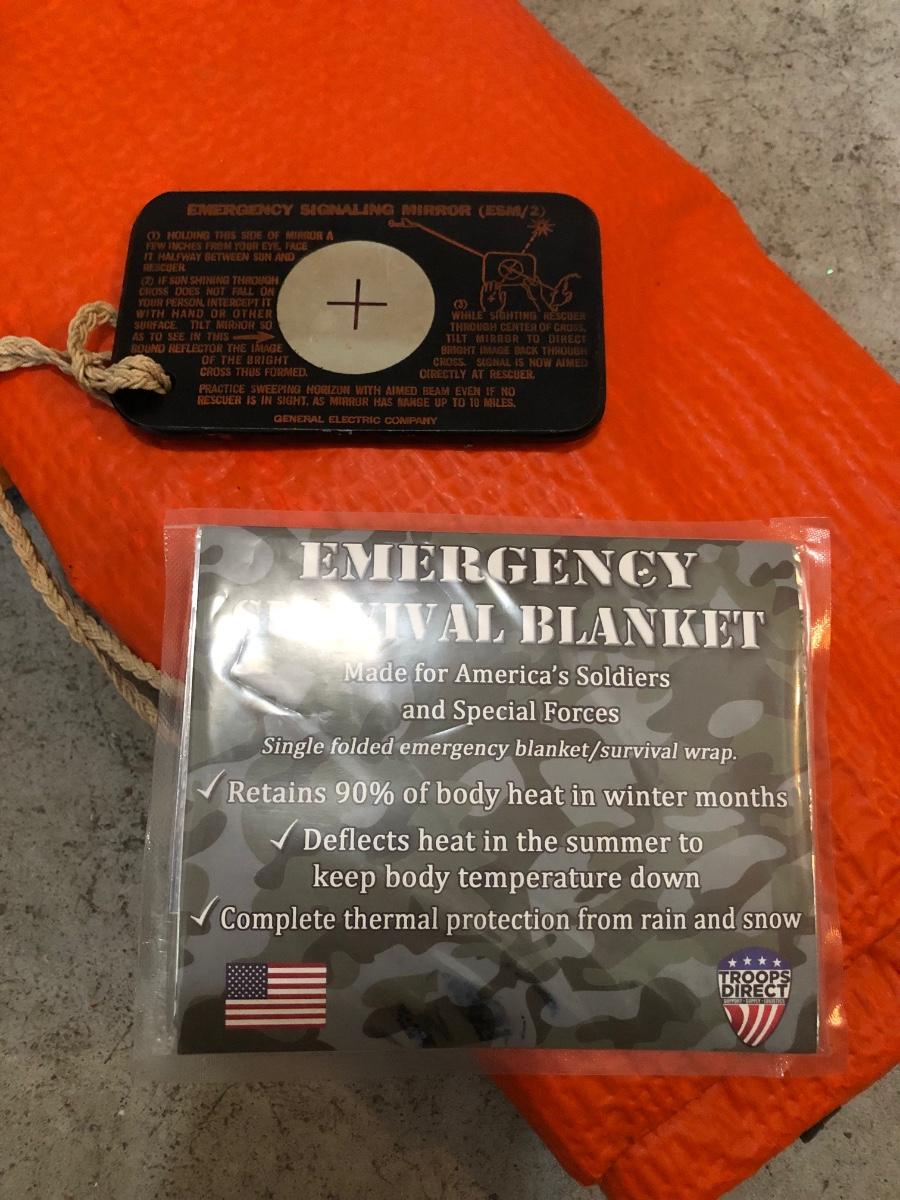 EMERGENCY SIGNALING MIRROR (ESM/2)
(1) HOLDING THIS SIDE OF MIRROR A
FEW INCHES FROM YOUR EYE, FACE
IT HALFWAY BETWEEN SUN AND
RESCUER.
(2) IF SUN SHINING THROUGH
CROSS DOES NOT FALL ON
YOUR PERSON, INTERCEPT IT
WITH HAND OR OTHER
SURFACE. TILT MIRROR SO
AS TO SEE IN THIS
ROUND REFLECTOR THE IMAGE
OF THE BRIGHT
CROSS THUS FORMED.
(3)
WHILE SIGHTING RESCUER
THROUGH CENTER OF CROSS,
TILT MIRROR TO DIRECT
BRIGHT IMAGE BACK THROUGH
CROSS. SIGNAL IS NOW AIMED
DIRECTLY AT RESCUER.
PRACTICE SWEEPING HORIZON WITH AIMED BEAM EVEN IF NO
RESCUER IS IN SIGHT, AS MIRROR HAS RANGE UP TO 10 MILES.
GENERAL ELECTRIC COMPANY
EMERGENCY
SURVIVAL BLANKET
Made for America's Soldiers
and Special Forces
Single folded emergency blanket/survival wrap.
Retains 90% of body heat in winter months
Deflects heat in the summer to
keep body temperature down
Complete thermal protection from rain and snow
TROOPS
DIRECT
SUPPORT · SUPPLY · LOGISTICS